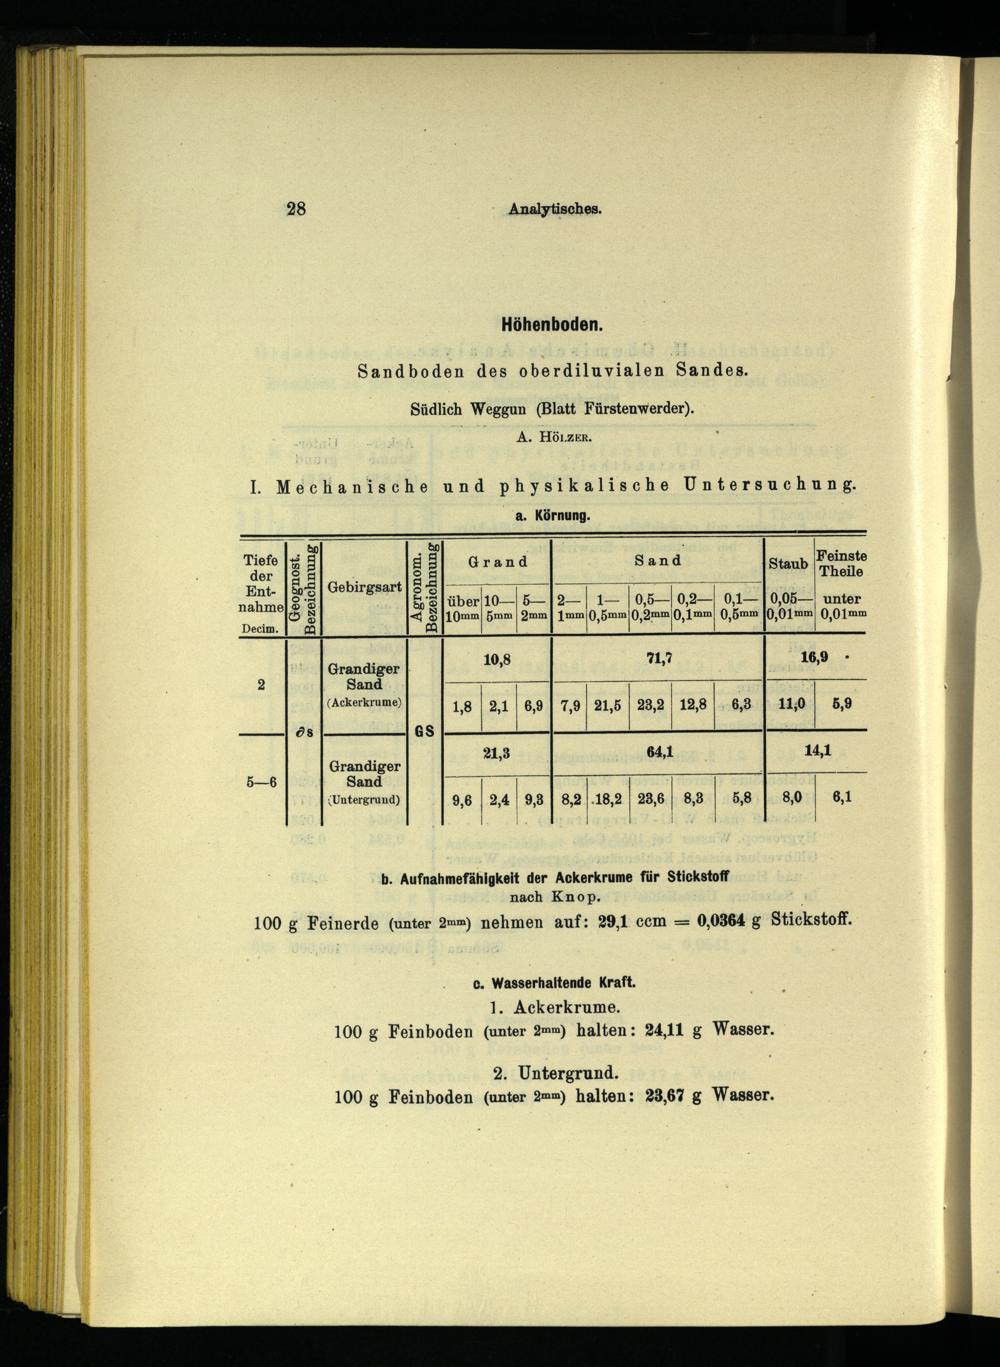 28 Analytisches.
Höhenboden.
Sandboden des oberdiluvialen Sandes.
Südlich Weggun (Blatt Fürstenwerder).
A. HÖLZER.
I. Mechanische und physikalische Untersuchung.
a. Körnung.
Tiefe der Ent-nahme Decim. Geognost. Bezeichnung Gebirgsart Agronom. Bezeichnung Grand Sand Staub Feinste Theile
über 10mm 10—5mm 5—2mm 2—1mm 1—0,5mm 0,5—0,2mm 0,2—0,1mm 0,1—0,5mm 0,05—0,01mm unter 0,01mm
2 ∂s Grandiger Sand (Ackerkrume) GS 10,8 71,7 16,9
1,8 2,1 6,9 7,9 21,5 23,2 12,8 6,3 11,0 5,9
5—6 Grandiger Sand (Untergrund) 21,3 64,1 14,1
9,6 2,4 9,3 8,2 18,2 23,6 8,3 5,8 8,0 6,1
b. Aufnahmefähigkeit der Ackerkrume für Stickstoff
nach Knop.
100 g Feinerde (unter 2mm) nehmen auf: 29,1 ccm = 0,0364 g Stickstoff.
c. Wasserhaltende Kraft.
1. Ackerkrume.
100 g Feinboden (unter 2mm) halten: 24,11 g Wasser.
2. Untergrund.
100 g Feinboden (unter 2mm) halten: 23,67 g Wasser.